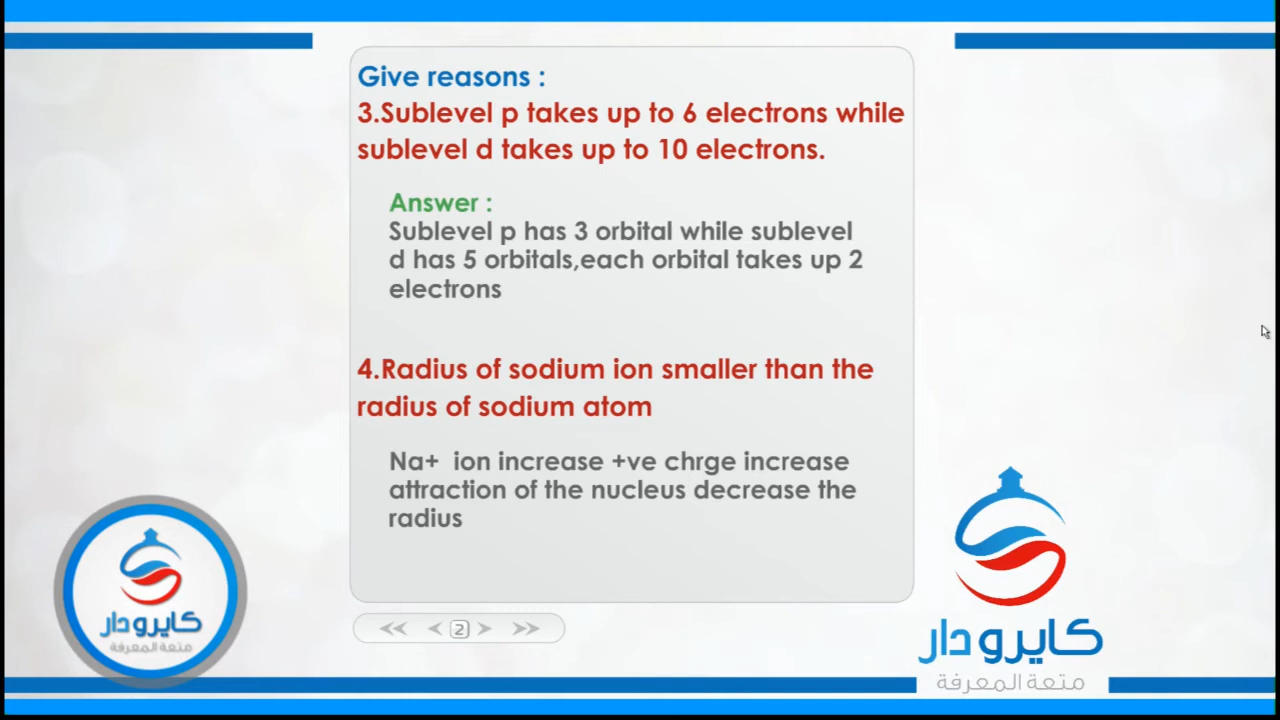 Give reasons :
3.Sublevel p takes up to 6 electrons while
sublevel d takes up to 10 electrons.
Answer :
Sublevel p has 3 orbital while sublevel
d has 5 orbitals,each orbital takes up 2
electrons
4.Radius of sodium ion smaller than the
radius of sodium atom
Na+ ion increase +ve chrge increase
attraction of the nucleus decrease the
radius
2
كايرو دار
متعة المعرفة
كايرو دار
متعة المعرفة